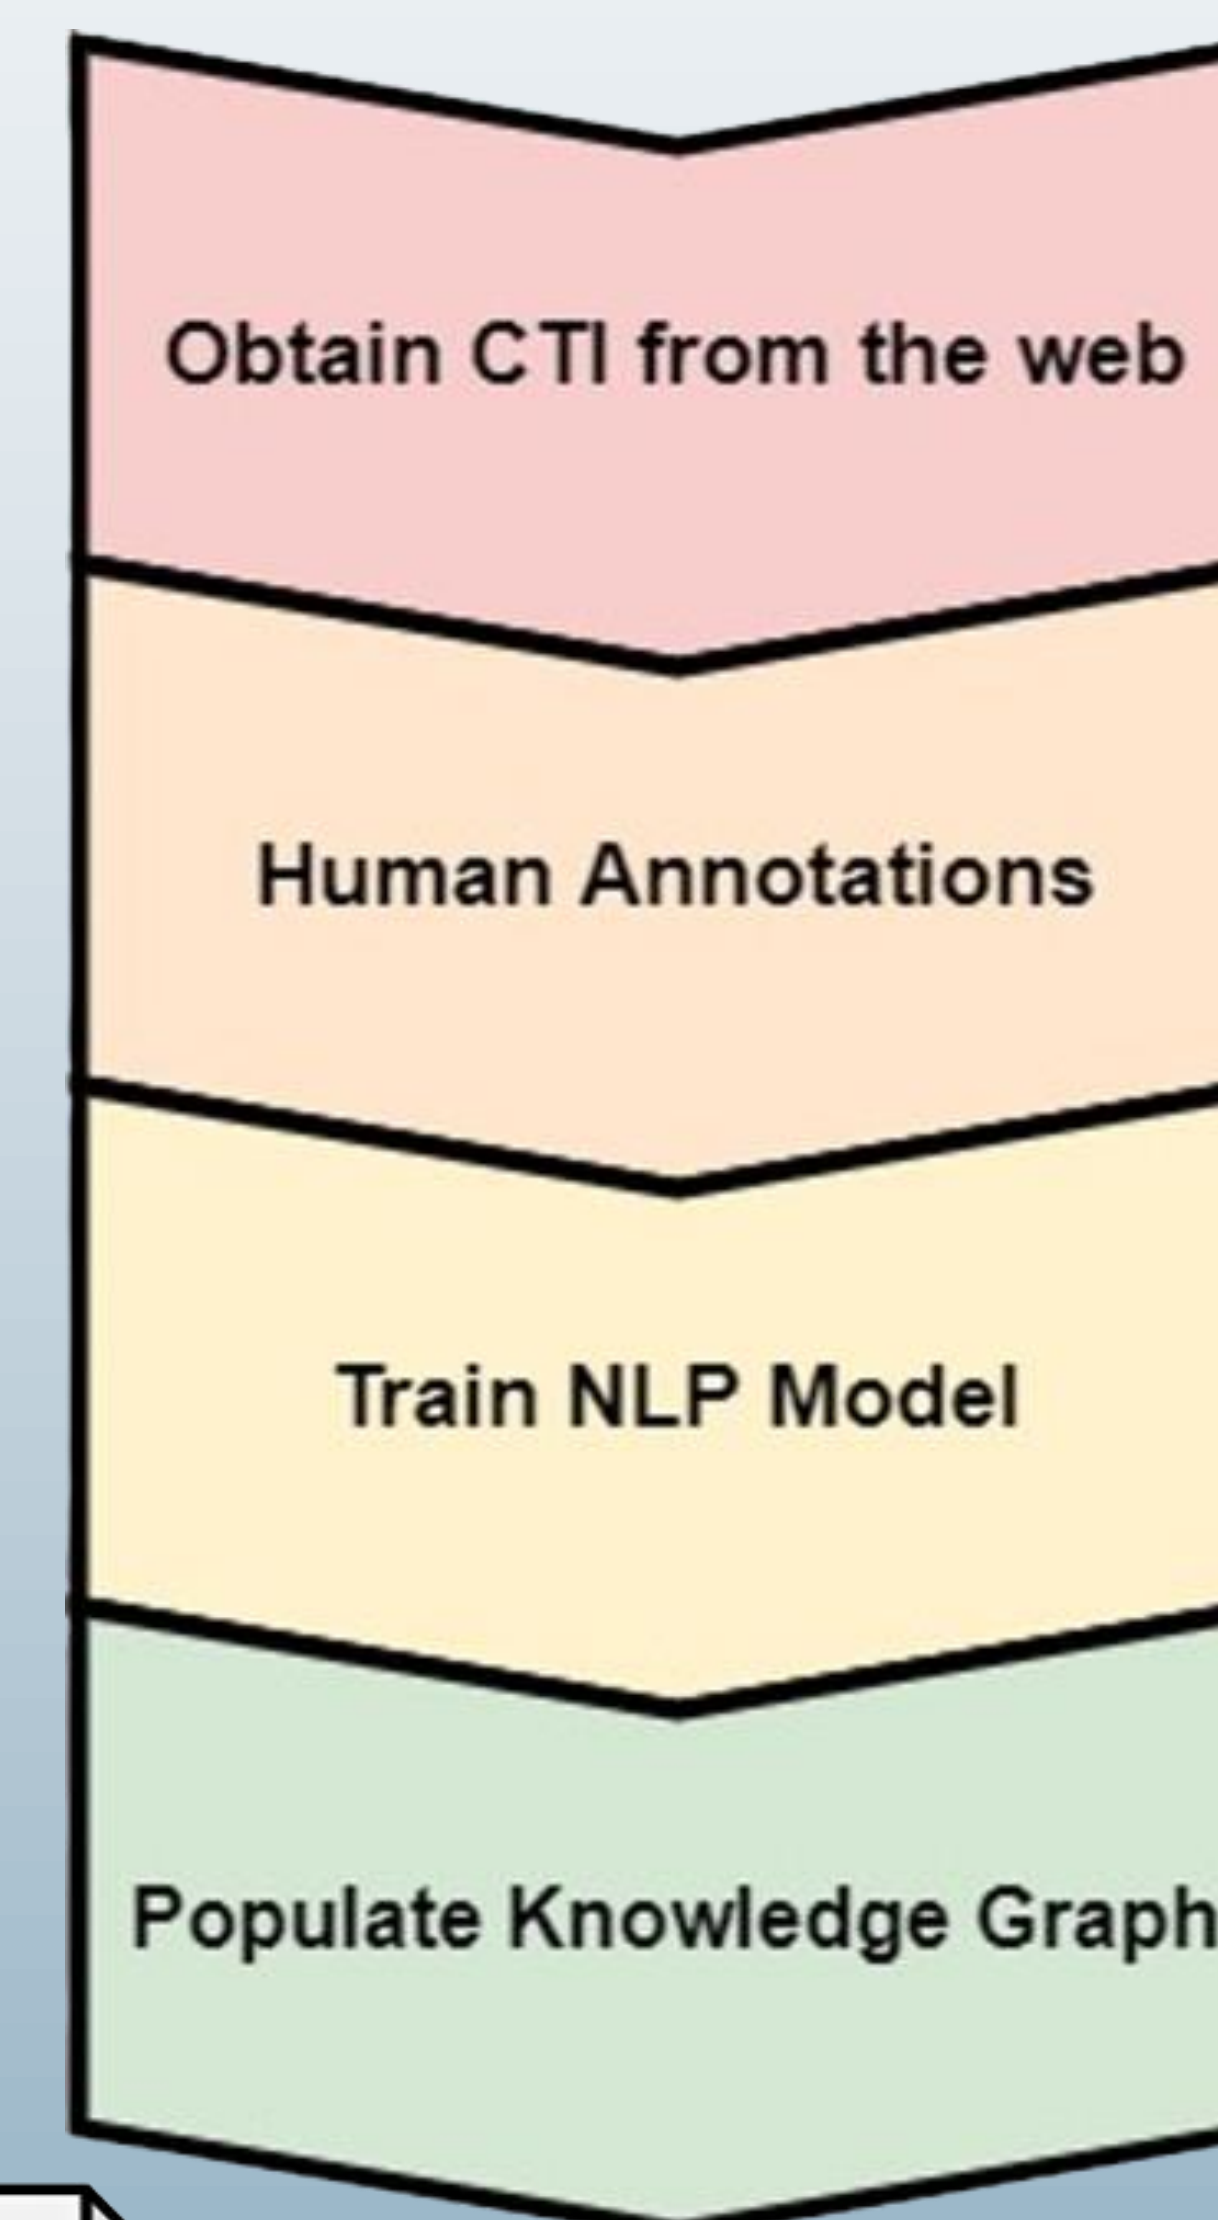 Obtain CTI from the web
Human Annotations
Train NLP Model
Populate Knowledge Graph